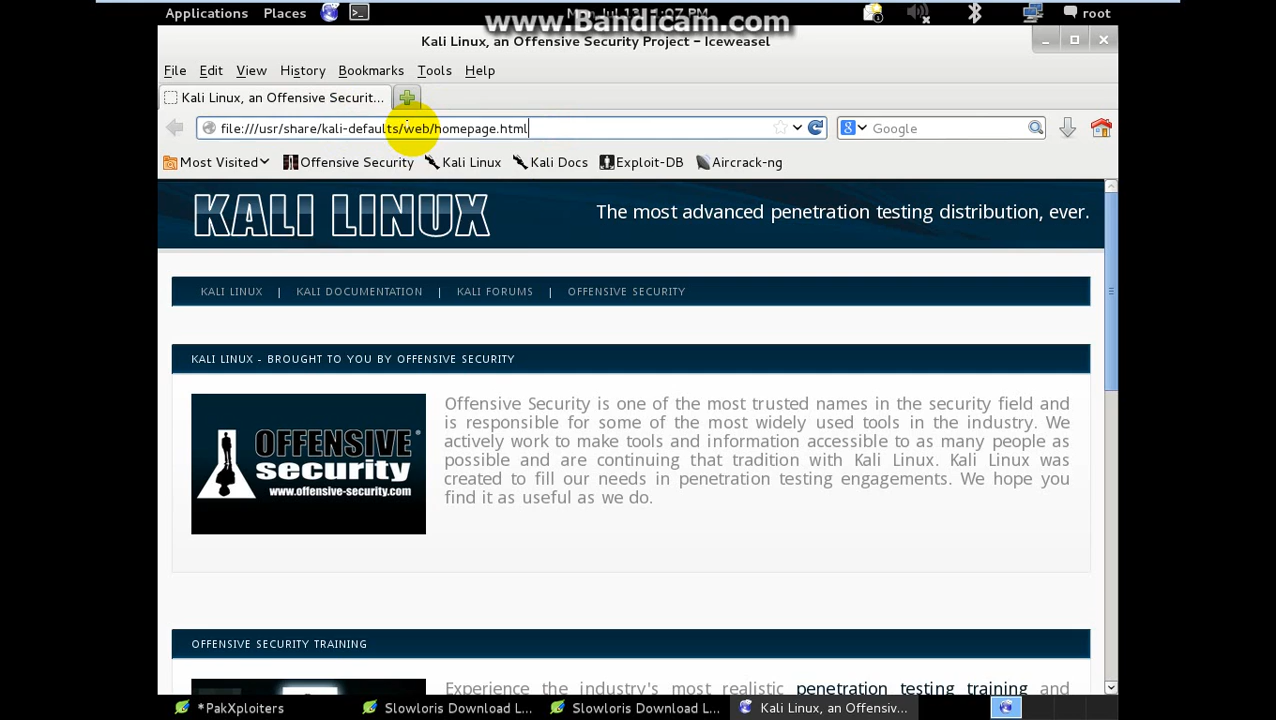 Applications Places root
www.Bandicam.com
Kali Linux, an Offensive Security Project - Iceweasel
File Edit View History Bookmarks Tools Help
Kali Linux, an Offensive Securit...
file:///usr/share/kali-defaults/web/homepage.html Google
Most Visited Offensive Security Kali Linux Kali Docs Exploit-DB Aircrack-ng
KALI LINUX The most advanced penetration testing distribution, ever.
KALI LINUX | KALI DOCUMENTATION | KALI FORUMS | OFFENSIVE SECURITY
KALI LINUX - BROUGHT TO YOU BY OFFENSIVE SECURITY
OFFENSIVE
security
www.offensive-security.com
Offensive Security is one of the most trusted names in the security field and
is responsible for some of the most widely used tools in the industry. We
actively work to make tools and information accessible to as many people as
possible and are continuing that tradition with Kali Linux. Kali Linux was
created to fill our needs in penetration testing engagements. We hope you
find it as useful as we do.
OFFENSIVE SECURITY TRAINING
Experience the industry's most realistic penetration testing training and
*PakXploiters Slowloris Download L... Slowloris Download L... Kali Linux, an Offensiv...